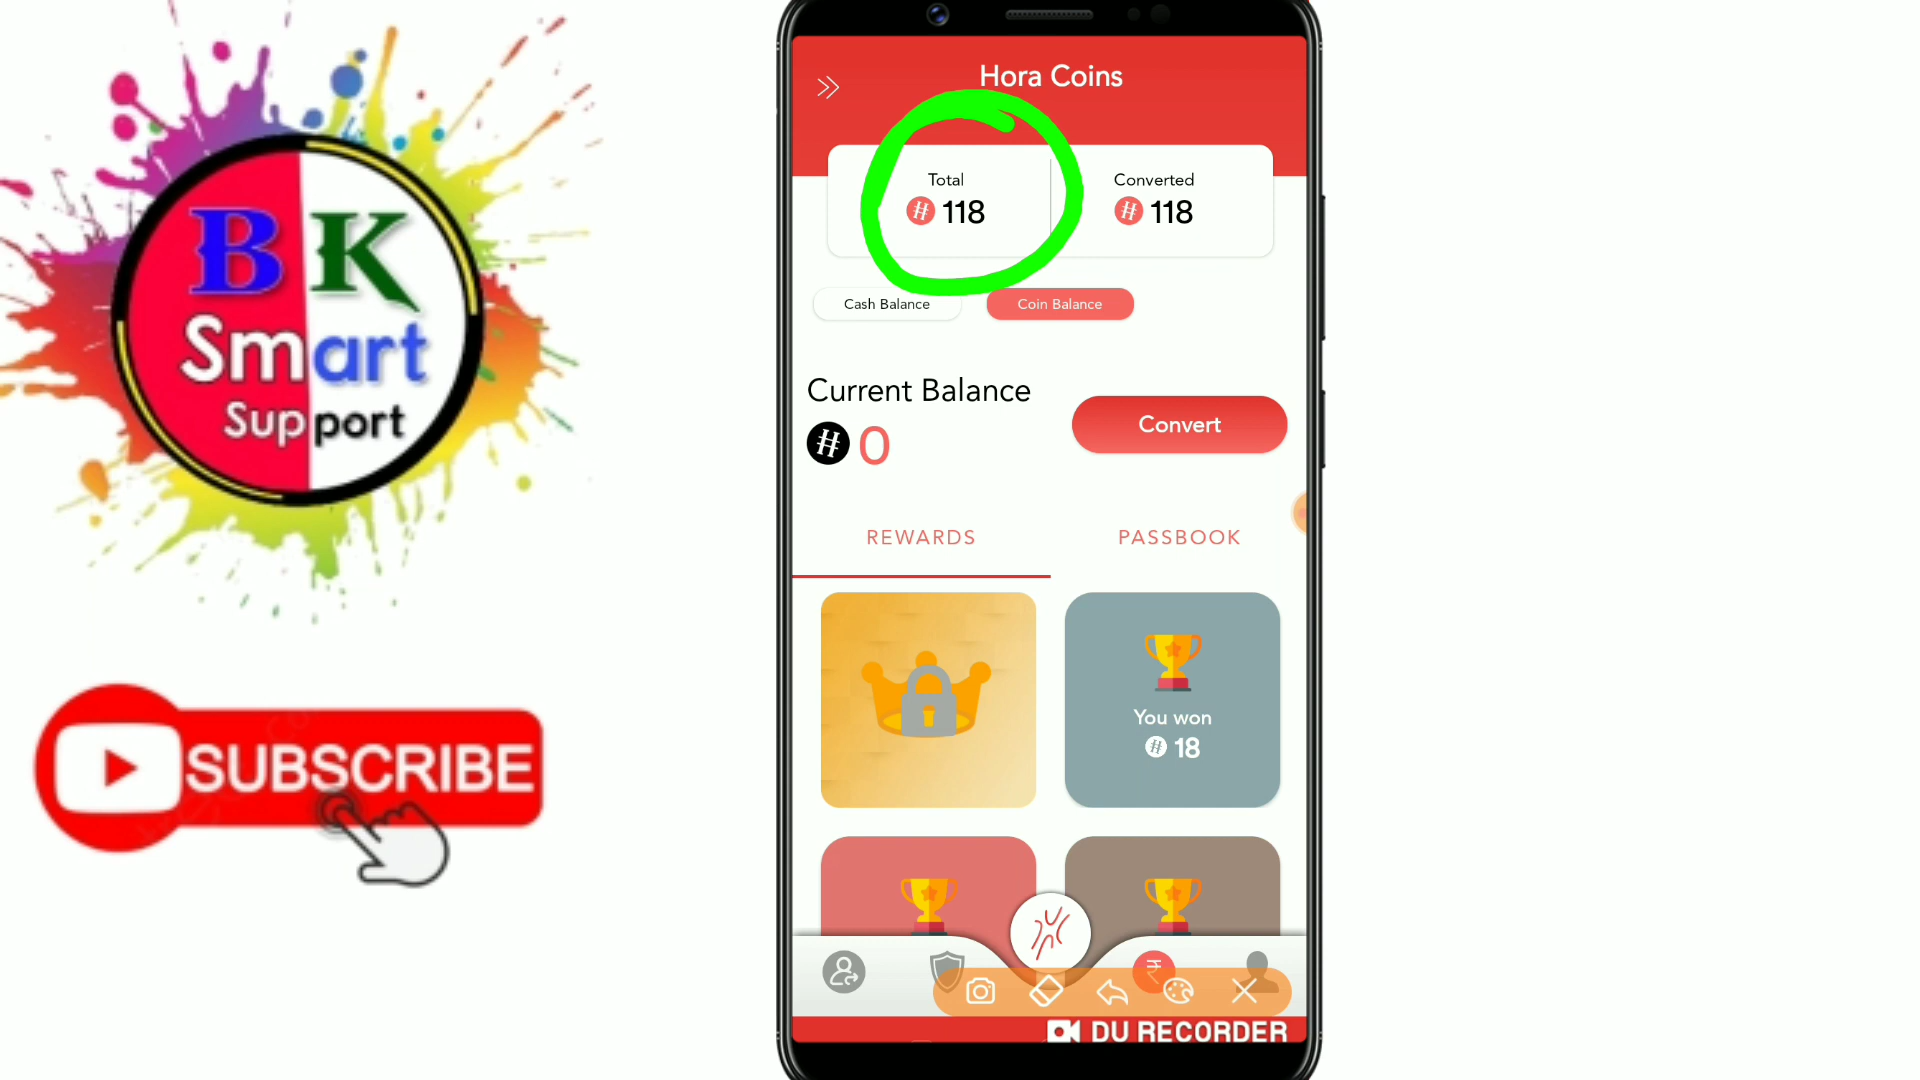 B K
Smart
Support
SUBSCRIBE
Hora Coins
Total
118
Converted
118
Cash Balance
Coin Balance
Current Balance
0
Convert
REWARDS
PASSBOOK
You won
18
₹
DU RECORDER